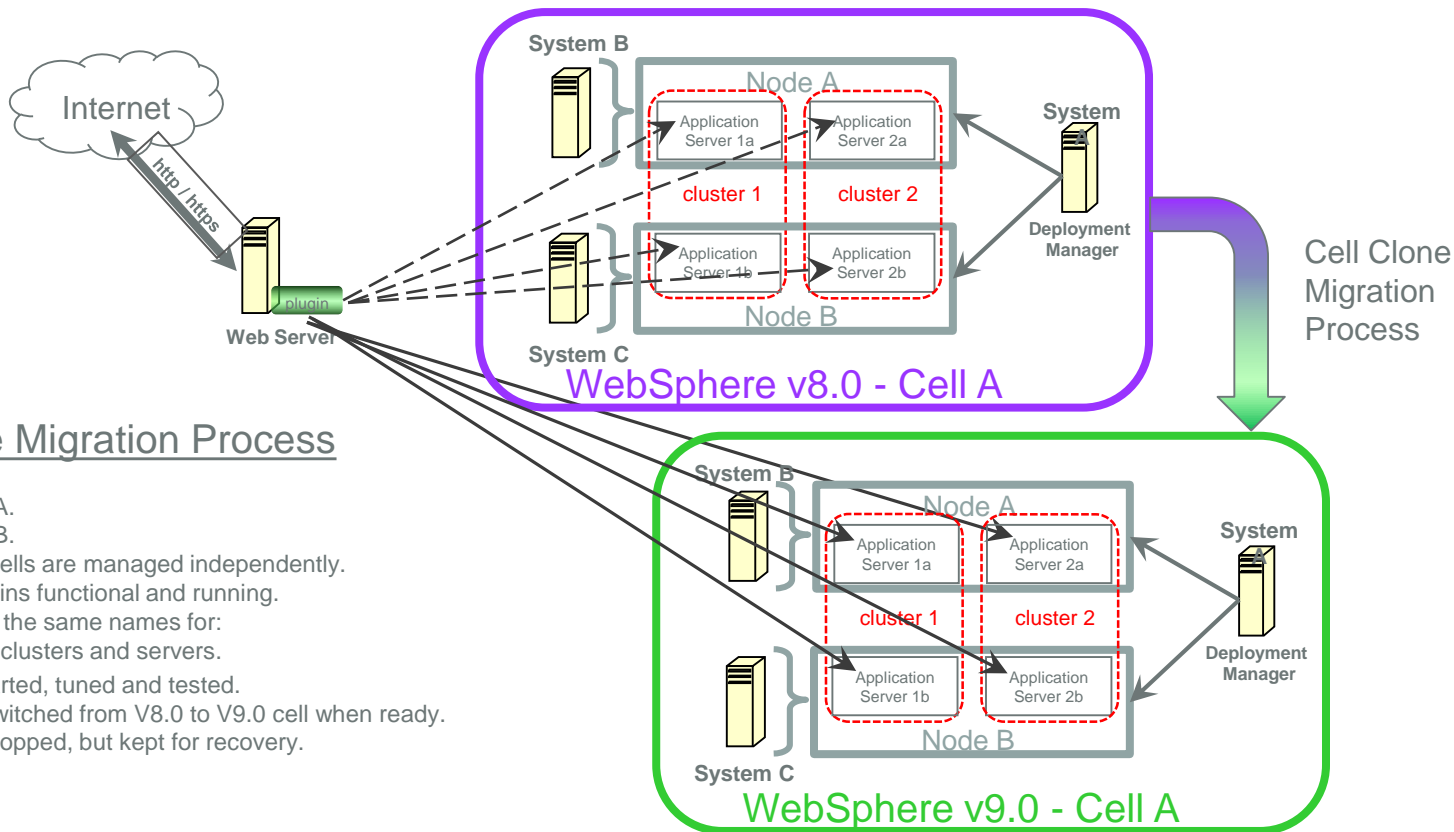 System B
Node A
Internet
Application
Server 1a
Application
Server 2a
System
A
http / https
cluster 1
cluster 2
Deployment
Manager
Application
Server 1b
Application
Server 2b
Cell Clone
Migration
Process
plugin
Node B
Web Server
System C
WebSphere v8.0 - Cell A
e Migration Process
A.
B.
ells are managed independently.
ins functional and running.
the same names for:
clusters and servers.
rted, tuned and tested.
witched from V8.0 to V9.0 cell when ready.
opped, but kept for recovery.
System B
Node A
Application
Server 1a
Application
Server 2a
System
A
cluster 1
cluster 2
Deployment
Manager
Application
Server 1b
Application
Server 2b
Node B
System C
WebSphere v9.0 - Cell A